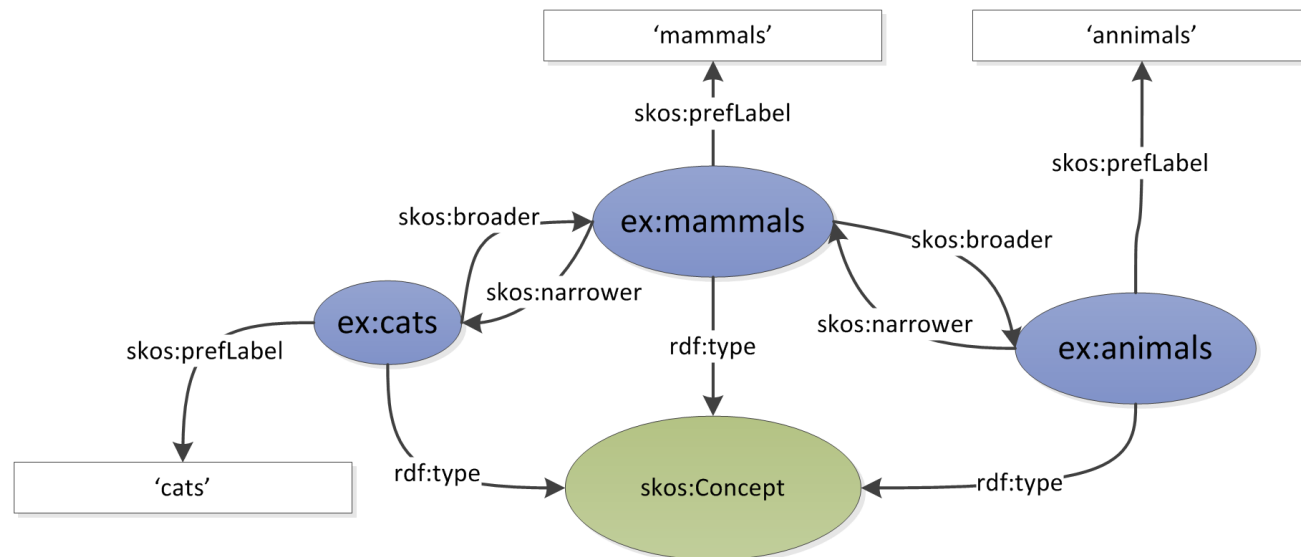 ‘mammals’
‘annimals’
skos:prefLabel
skos:prefLabel
skos:broader
ex:mammals
skos:broader
skos:narrower
ex:cats
skos:narrower
ex:animals
skos:prefLabel
rdf:type
‘cats’
rdf:type
skos:Concept
rdf:type